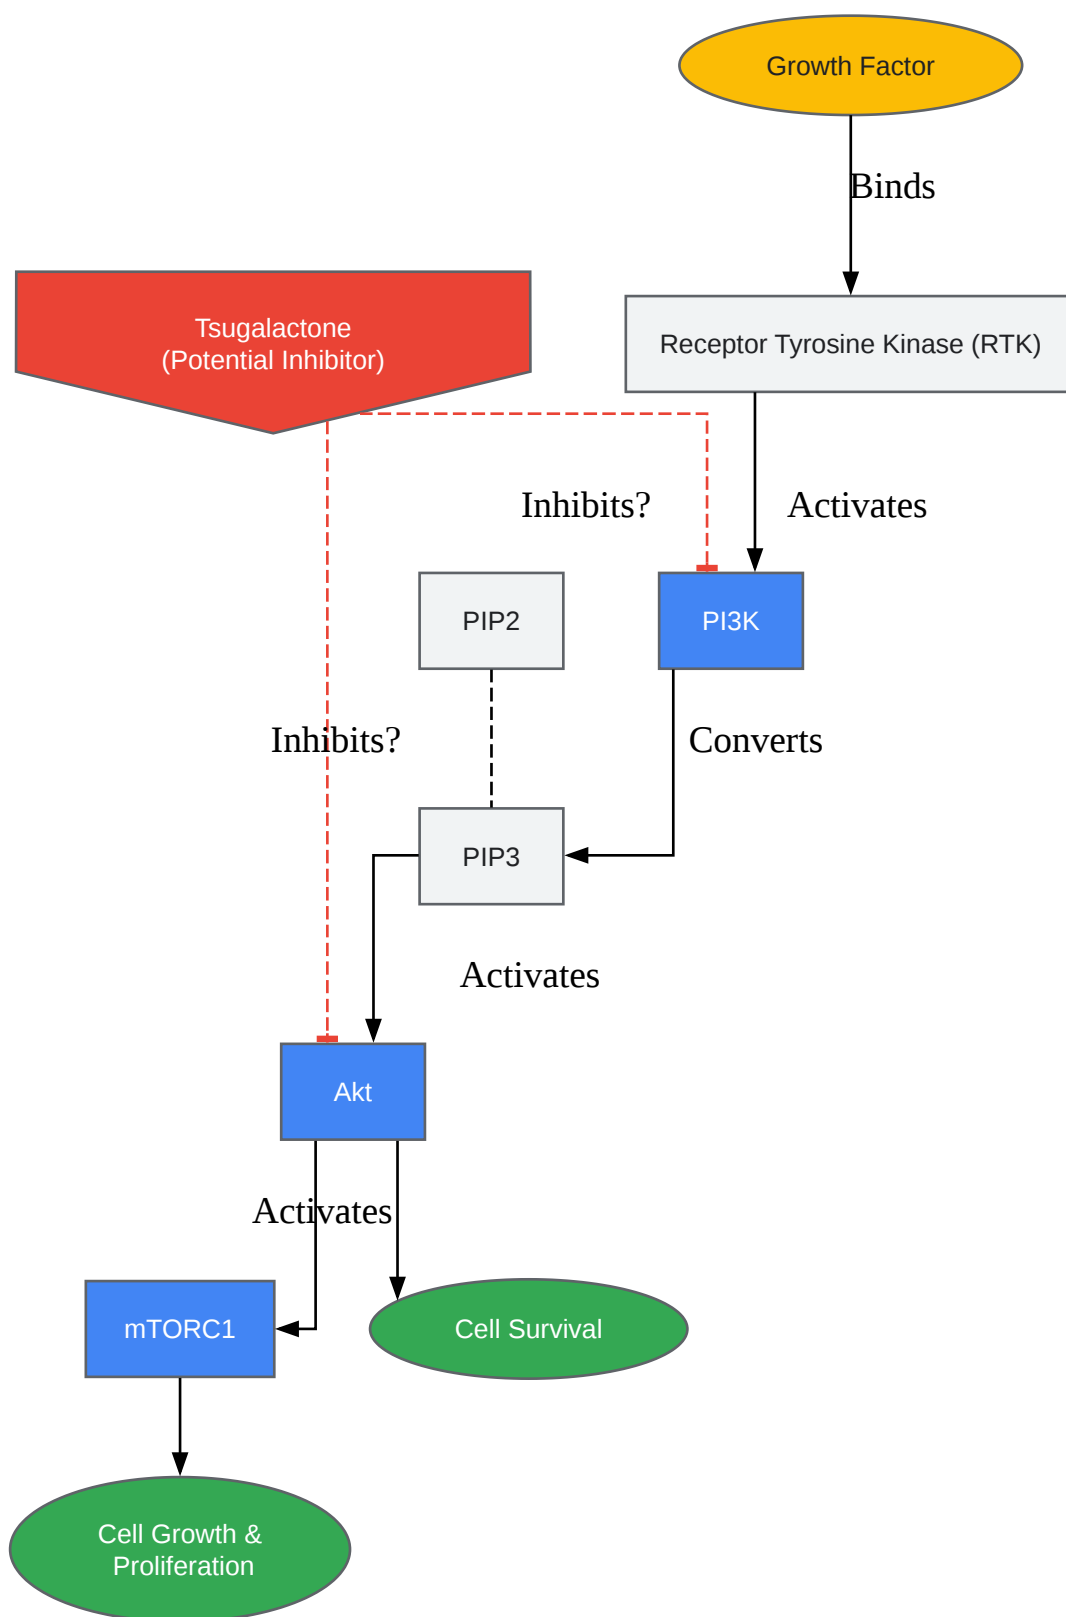 Growth Factor
Binds
Tsugalactone
(Potential Inhibitor)
Receptor Tyrosine Kinase (RTK)
Inhibits?
Activates
PIP2
PI3K
Inhibits?
Converts
PIP3
Activates
Akt
Activates
mTORC1
Cell Survival
Cell Growth &
Proliferation